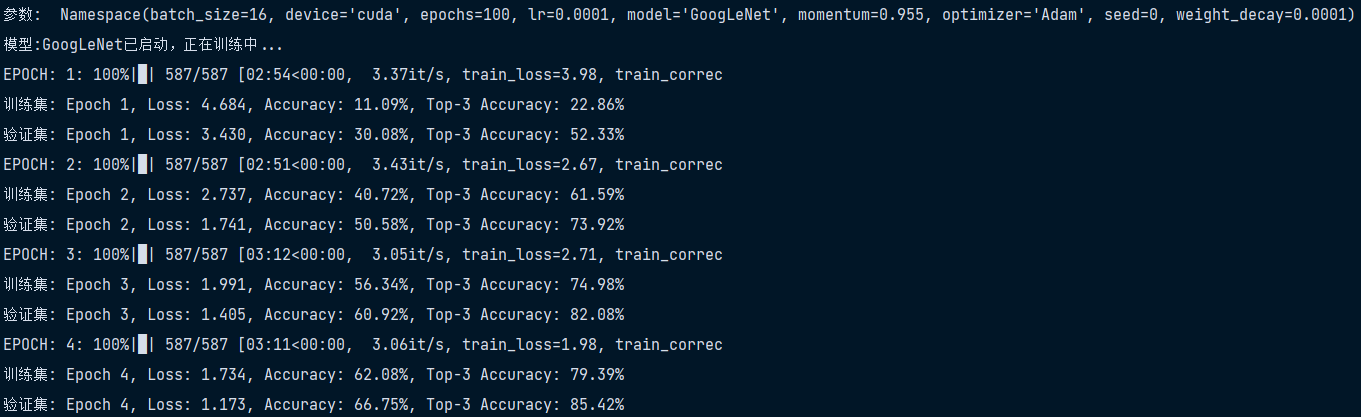 参数:  Namespace(batch_size=16, device='cuda', epochs=100, lr=0.0001, model='GoogLeNet', momentum=0.955, optimizer='Adam', seed=0, weight_decay=0.0001)
模型:GoogLeNet已启动，正在训练中...
EPOCH: 1: 100%|█| 587/587 [02:54<00:00,  3.37it/s, train_loss=3.98, train_correc
训练集: Epoch 1, Loss: 4.684, Accuracy: 11.09%, Top-3 Accuracy: 22.86%
验证集: Epoch 1, Loss: 3.430, Accuracy: 30.08%, Top-3 Accuracy: 52.33%
EPOCH: 2: 100%|█| 587/587 [02:51<00:00,  3.43it/s, train_loss=2.67, train_correc
训练集: Epoch 2, Loss: 2.737, Accuracy: 40.72%, Top-3 Accuracy: 61.59%
验证集: Epoch 2, Loss: 1.741, Accuracy: 50.58%, Top-3 Accuracy: 73.92%
EPOCH: 3: 100%|█| 587/587 [03:12<00:00,  3.05it/s, train_loss=2.71, train_correc
训练集: Epoch 3, Loss: 1.991, Accuracy: 56.34%, Top-3 Accuracy: 74.98%
验证集: Epoch 3, Loss: 1.405, Accuracy: 60.92%, Top-3 Accuracy: 82.08%
EPOCH: 4: 100%|█| 587/587 [03:11<00:00,  3.06it/s, train_loss=1.98, train_correc
训练集: Epoch 4, Loss: 1.734, Accuracy: 62.08%, Top-3 Accuracy: 79.39%
验证集: Epoch 4, Loss: 1.173, Accuracy: 66.75%, Top-3 Accuracy: 85.42%